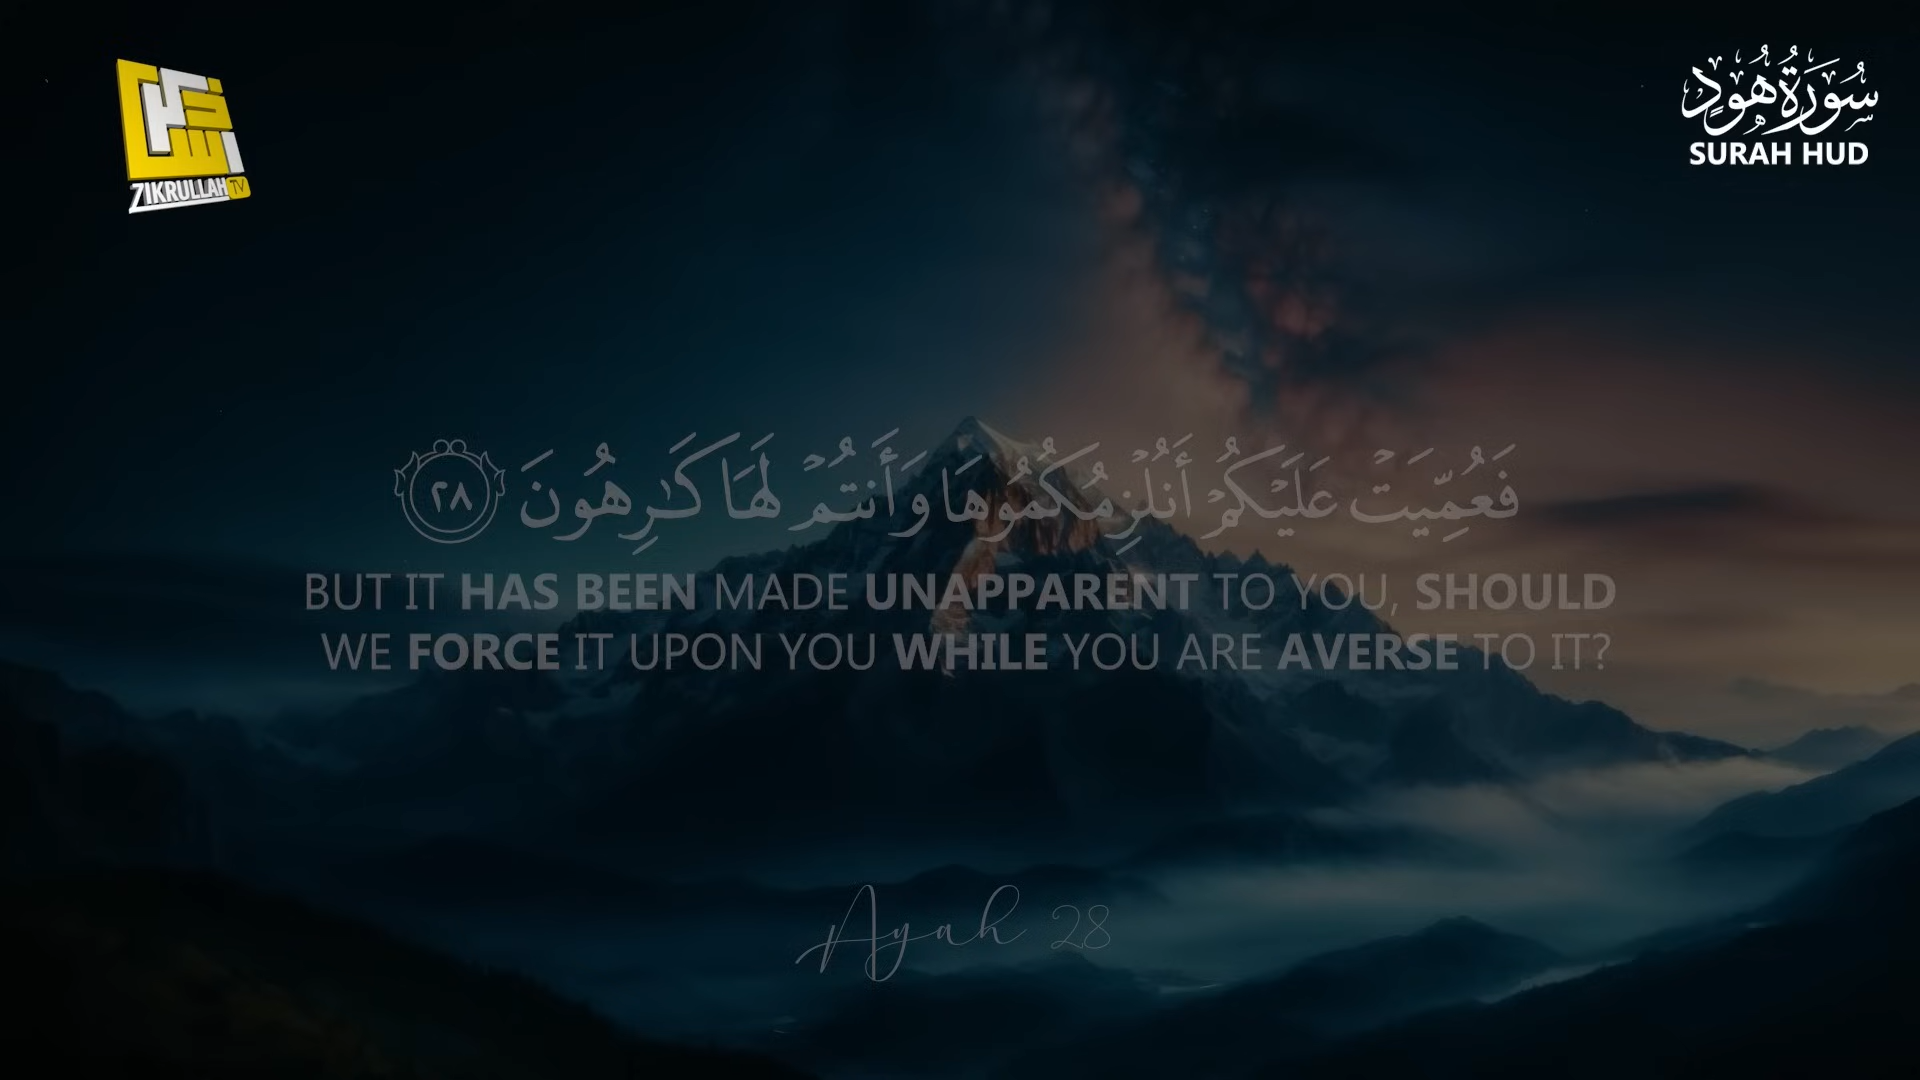 ZIKRULLAH TV
سُورَةُ هُودٍ
SURAH HUD
فَعُمِّيَتْ عَلَيْكُمْ أَنُلْزِمُكُمُوهَا وَأَنتُمْ لَهَا كَـٰرِهُونَ ٢٨
BUT IT HAS BEEN MADE UNAPPARENT TO YOU, SHOULD
WE FORCE IT UPON YOU WHILE YOU ARE AVERSE TO IT?
Ayah 28